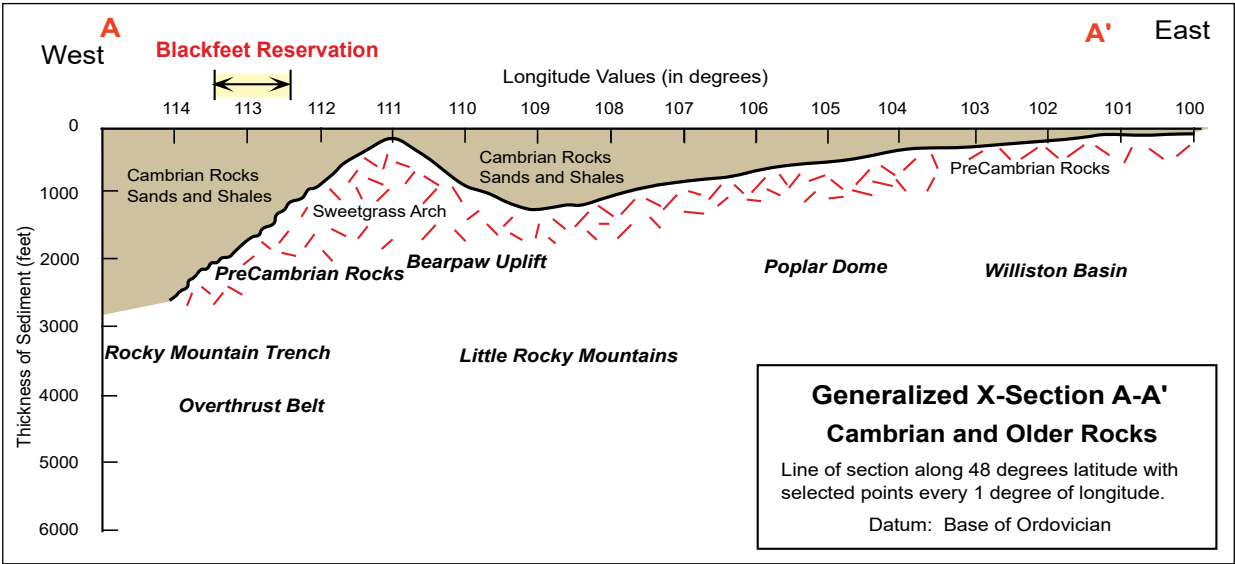 A
A'
East
West
Blackfeet Reservation
Longitude Values (in degrees)
114 113 112 111 110 109 108 107 106 105 104 103 102 101 100
0
1000
2000
3000
4000
5000
6000
Thickness of Sediment (feet)
Cambrian Rocks
Sands and Shales
Cambrian Rocks
Sands and Shales
PreCambrian Rocks
Sweetgrass Arch
PreCambrian Rocks
Bearpaw Uplift
Poplar Dome
Williston Basin
Rocky Mountain Trench
Little Rocky Mountains
Overthrust Belt
Generalized X-Section A-A'
Cambrian and Older Rocks
Line of section along 48 degrees latitude with
selected points every 1 degree of longitude.
Datum: Base of Ordovician